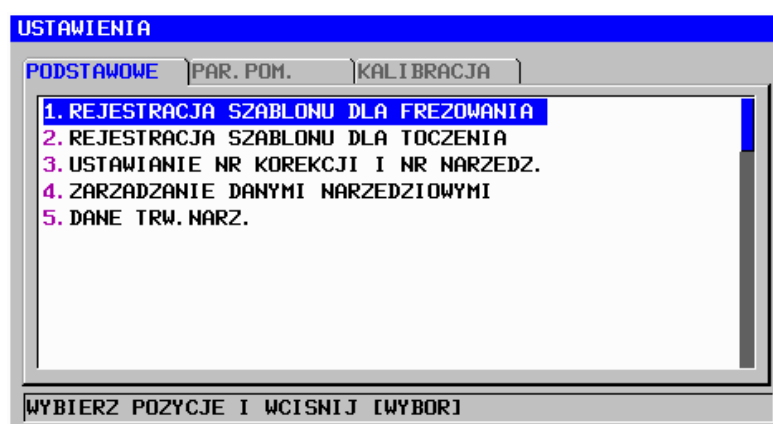 USTAWIENIA
PODSTAWOWE PAR.POM. KALIBRACJA
1.REJESTRACJA SZABLONU DLA FREZOWANIA
2.REJESTRACJA SZABLONU DLA TOCZENIA
3.USTAWIANIE NR KOREKCJI I NR NARZEDZ.
4.ZARZADZANIE DANYMI NARZEDZIOWYMI
5.DANE TRW.NARZ.
WYBIERZ POZYCJE I WCISNIJ [WYBOR]